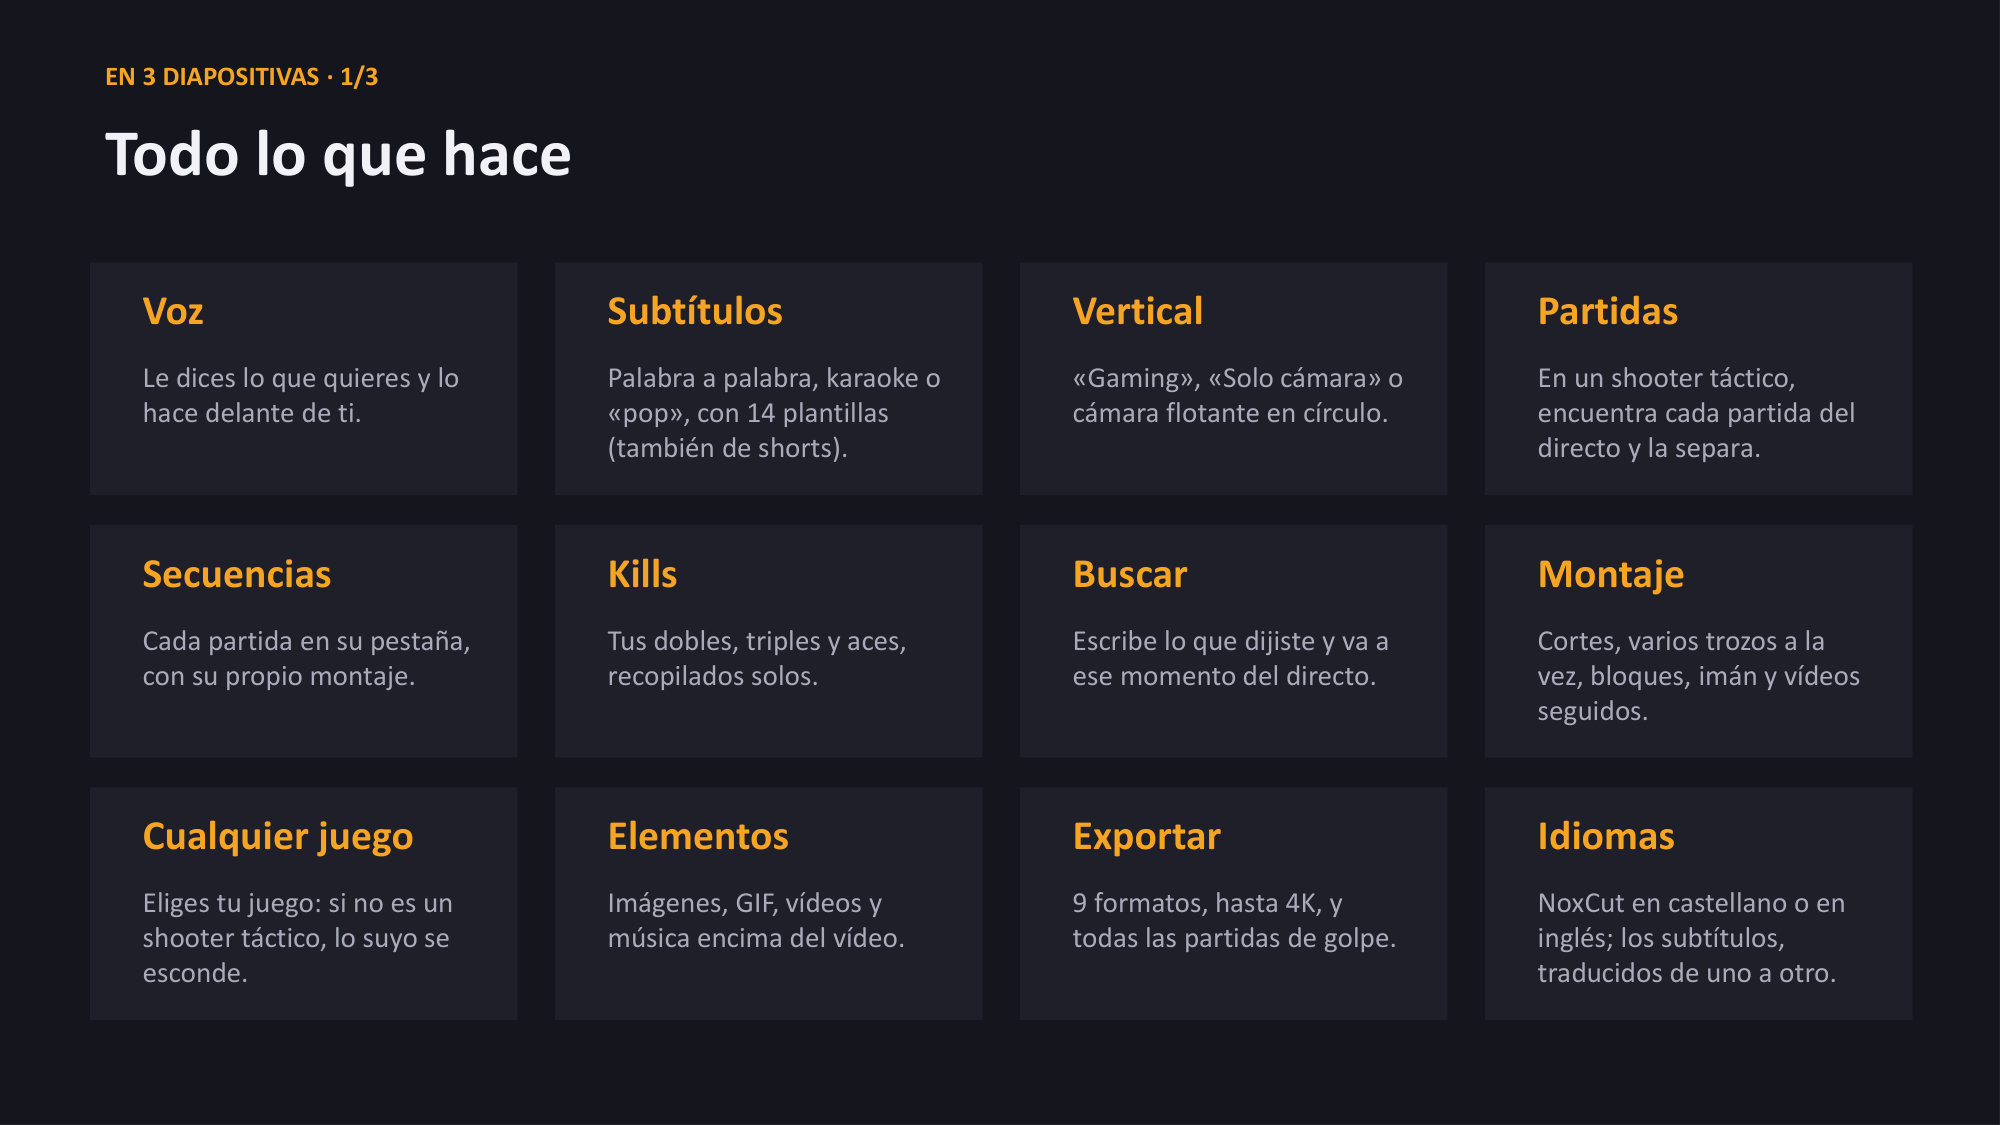 EN 3 DIAPOSITIVAS · 1/3
Todo lo que hace
Voz
Le dices lo que quieres y lo
hace delante de ti.
Subtítulos
Palabra a palabra, karaoke o
«pop», con 14 plantillas
(también de shorts).
Vertical
«Gaming», «Solo cámara» o
cámara flotante en círculo.
Partidas
En un shooter táctico,
encuentra cada partida del
directo y la separa.
Secuencias
Cada partida en su pestaña,
con su propio montaje.
Kills
Tus dobles, triples y aces,
recopilados solos.
Buscar
Escribe lo que dijiste y va a
ese momento del directo.
Montaje
Cortes, varios trozos a la
vez, bloques, imán y vídeos
seguidos.
Cualquier juego
Eliges tu juego: si no es un
shooter táctico, lo suyo se
esconde.
Elementos
Imágenes, GIF, vídeos y
música encima del vídeo.
Exportar
9 formatos, hasta 4K, y
todas las partidas de golpe.
Idiomas
NoxCut en castellano o en
inglés; los subtítulos,
traducidos de uno a otro.